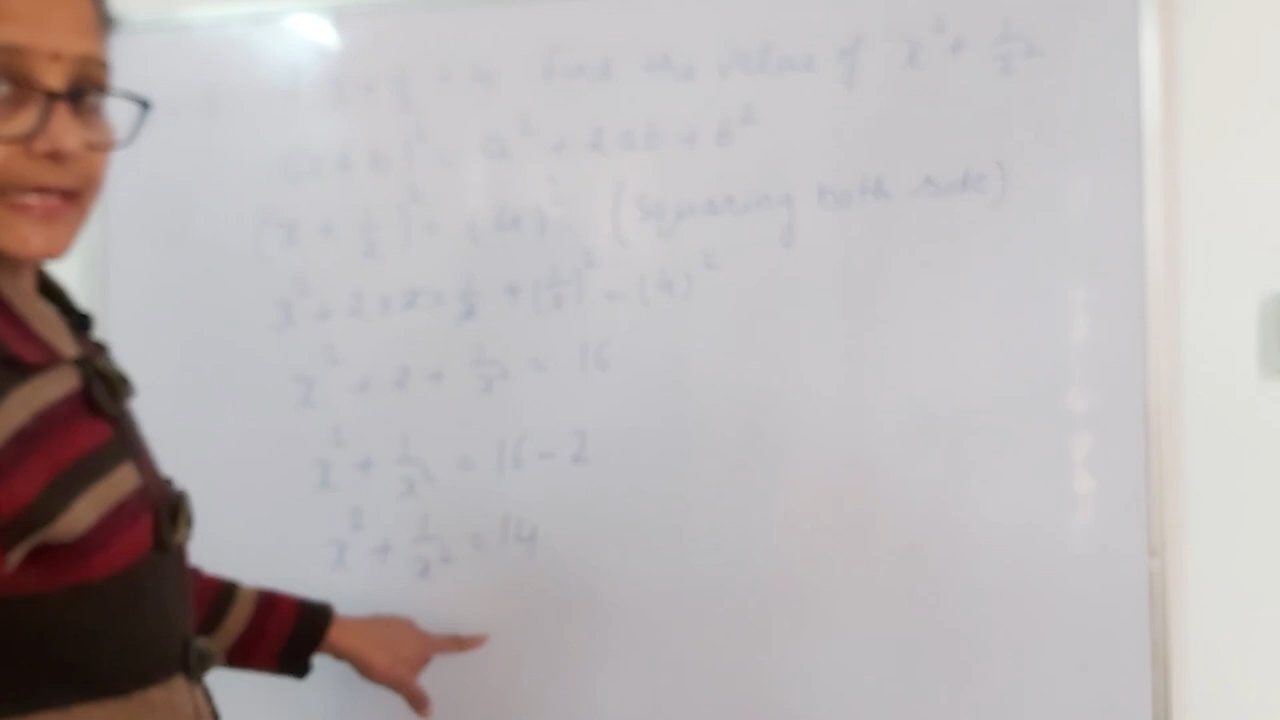 x + 1/x = 4 Find the value of x² + 1/x²
(a + b)² = a² + 2ab + b²
(x + 1/x)² = (4)² (Squaring both side)
x² + 2 × x × 1/x + (1/x)² = (4)²
x² + 2 + 1/x² = 16
x² + 1/x² = 16 - 2
x² + 1/x² = 14